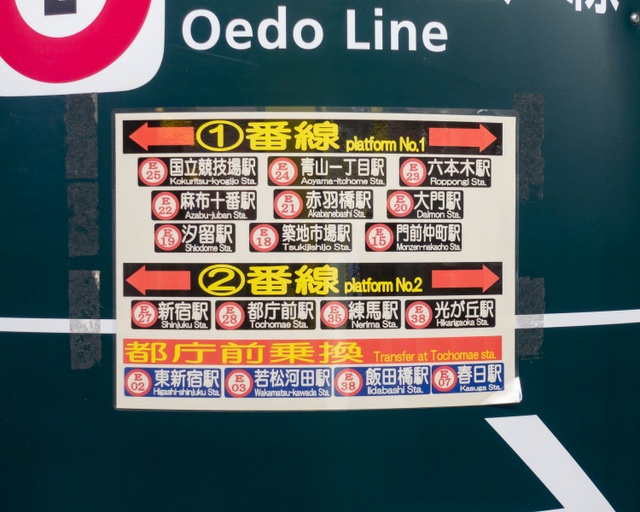 Oedo Line
①番線 platform No.1
E 25 国立競技場駅 Kokuritsu-kyogijo Sta. E 24 青山一丁目駅 Aoyama-itchome Sta. E 23 六本木駅 Roppongi Sta.
E 22 麻布十番駅 Azabu-juban Sta. E 21 赤羽橋駅 Akabanebashi Sta. E 20 大門駅 Daimon Sta.
E 19 汐留駅 Shiodome Sta. E 18 築地市場駅 Tsukijishijo Sta. E 15 門前仲町駅 Monzen-nakacho Sta.
②番線 platform No.2
E 27 新宿駅 Shinjuku Sta. E 28 都庁前駅 Tochomae Sta. E 35 練馬駅 Nerima Sta. E 38 光が丘駅 Hikarigaoka Sta.
都庁前乗換 Transfer at Tochomae sta.
E 02 東新宿駅 Higashi-shinjuku Sta. E 03 若松河田駅 Wakamatsu-kawada Sta. E 38 飯田橋駅 Iidabashi Sta. E 07 春日駅 Kasuga Sta.